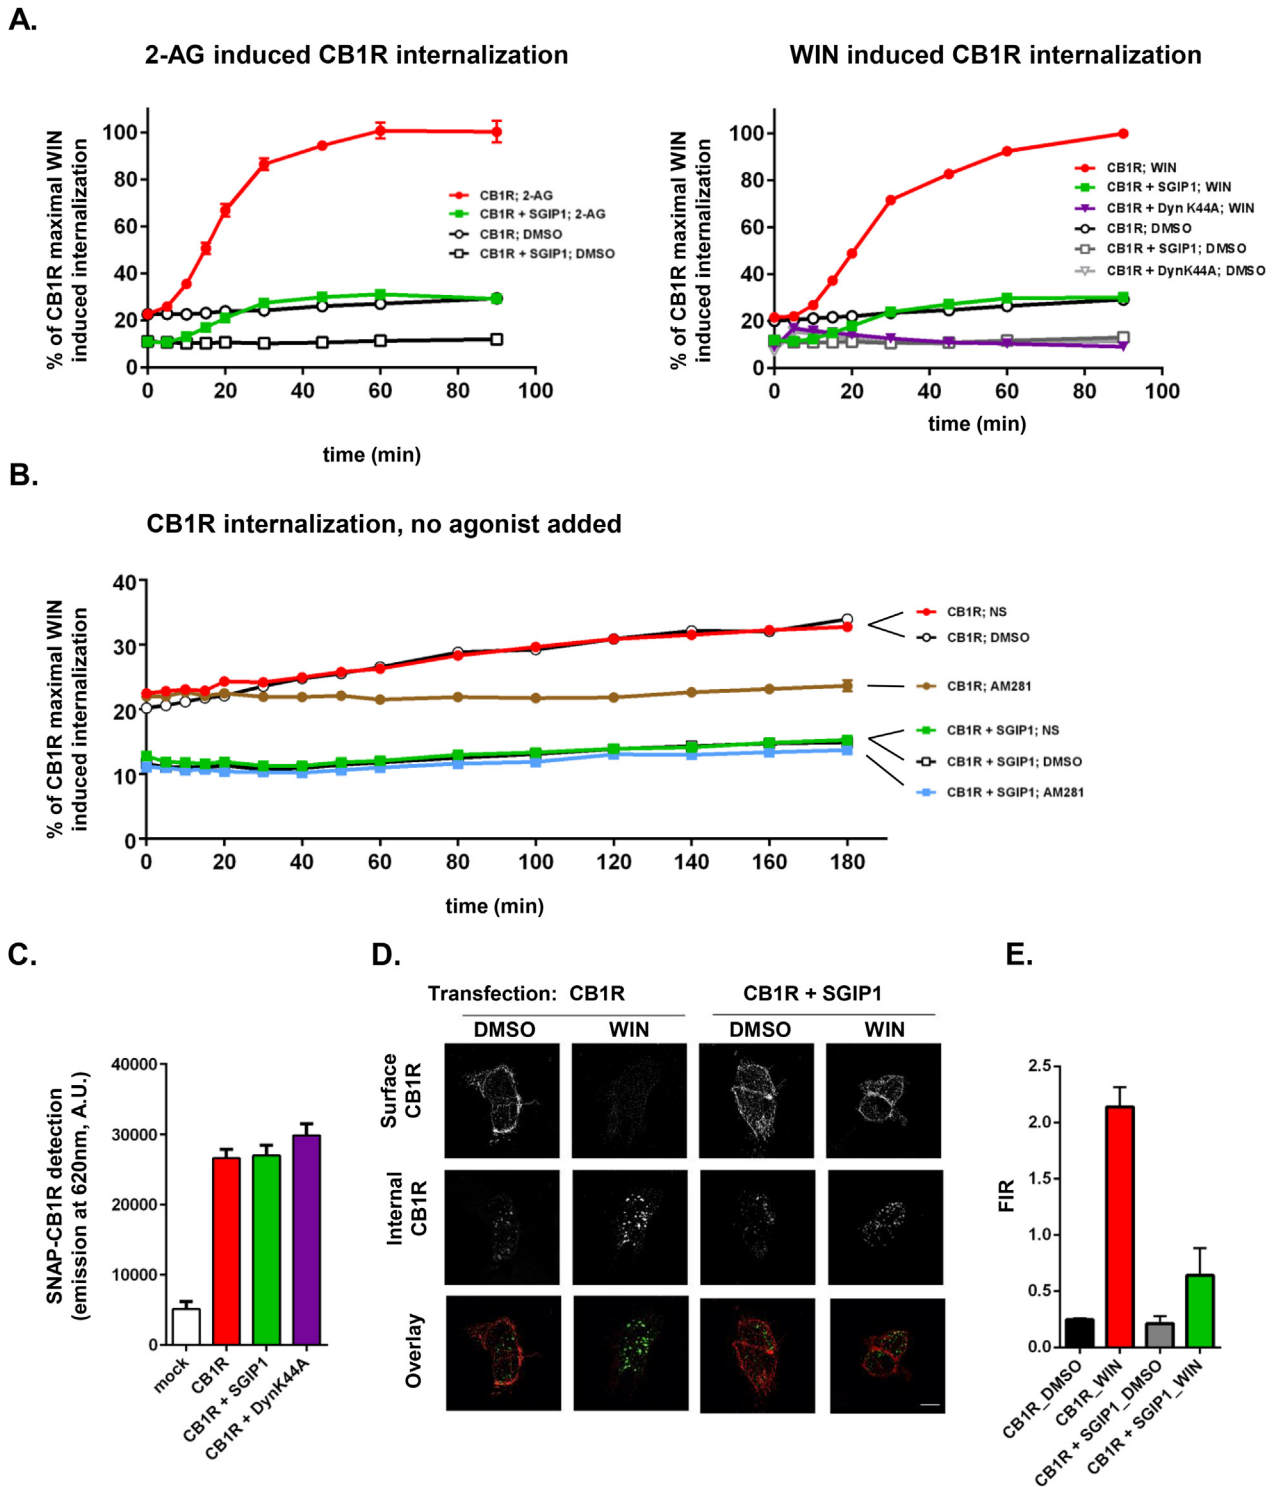 A.
2-AG induced CB1R internalization
% of CB1R maximal WIN
induced internalization
100
80
60
40
20
0
0 20 40 60 80 100
time (min)
CB1R; 2-AG
CB1R + SGIP1; 2-AG
CB1R; DMSO
CB1R + SGIP1; DMSO
WIN induced CB1R internalization
% of CB1R maximal WIN
induced internalization
100
80
60
40
20
0
0 20 40 60 80 100
time (min)
CB1R; WIN
CB1R + SGIP1; WIN
CB1R + Dyn K44A; WIN
CB1R; DMSO
CB1R + SGIP1; DMSO
CB1R + DynK44A; DMSO
B.
CB1R internalization, no agonist added
% of CB1R maximal WIN
induced internalization
40
30
20
10
0
0 20 40 60 80 100 120 140 160 180
time (min)
CB1R; NS
CB1R; DMSO
CB1R; AM281
CB1R + SGIP1; NS
CB1R + SGIP1; DMSO
CB1R + SGIP1; AM281
C.
SNAP-CB1R detection
(emission at 620nm, A.U.)
40000
30000
20000
10000
0
mock
CB1R
CB1R + SGIP1
CB1R + DynK44A
D.
Transfection: CB1R
CB1R + SGIP1
DMSO WIN DMSO WIN
Surface
CB1R
Internal
CB1R
Overlay
E.
FIR
2.5
2.0
1.5
1.0
0.5
0.0
CB1R_DMSO
CB1R_WIN
CB1R + SGIP1_DMSO
CB1R + SGIP1_WIN